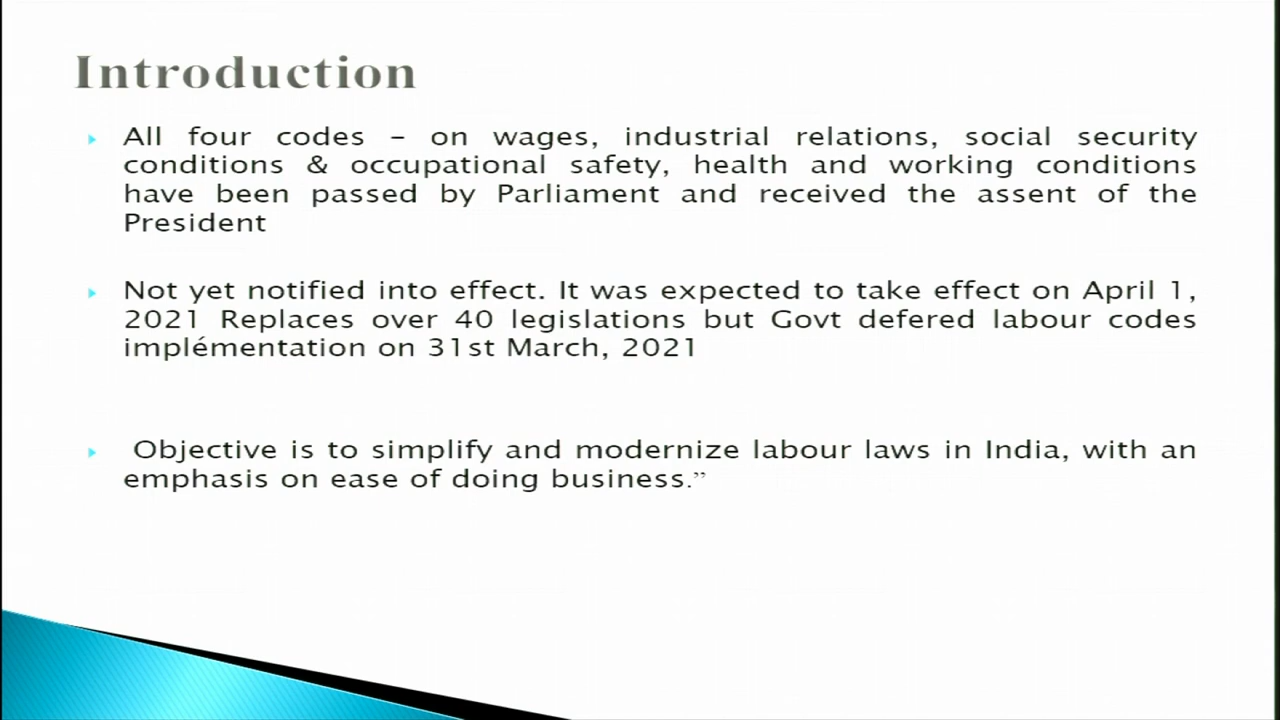 Introduction
All four codes – on wages, industrial relations, social security
conditions & occupational safety, health and working conditions
have been passed by Parliament and received the assent of the
President
Not yet notified into effect. It was expected to take effect on April 1,
2021 Replaces over 40 legislations but Govt defered labour codes
implémentation on 31st March, 2021
Objective is to simplify and modernize labour laws in India, with an
emphasis on ease of doing business.”